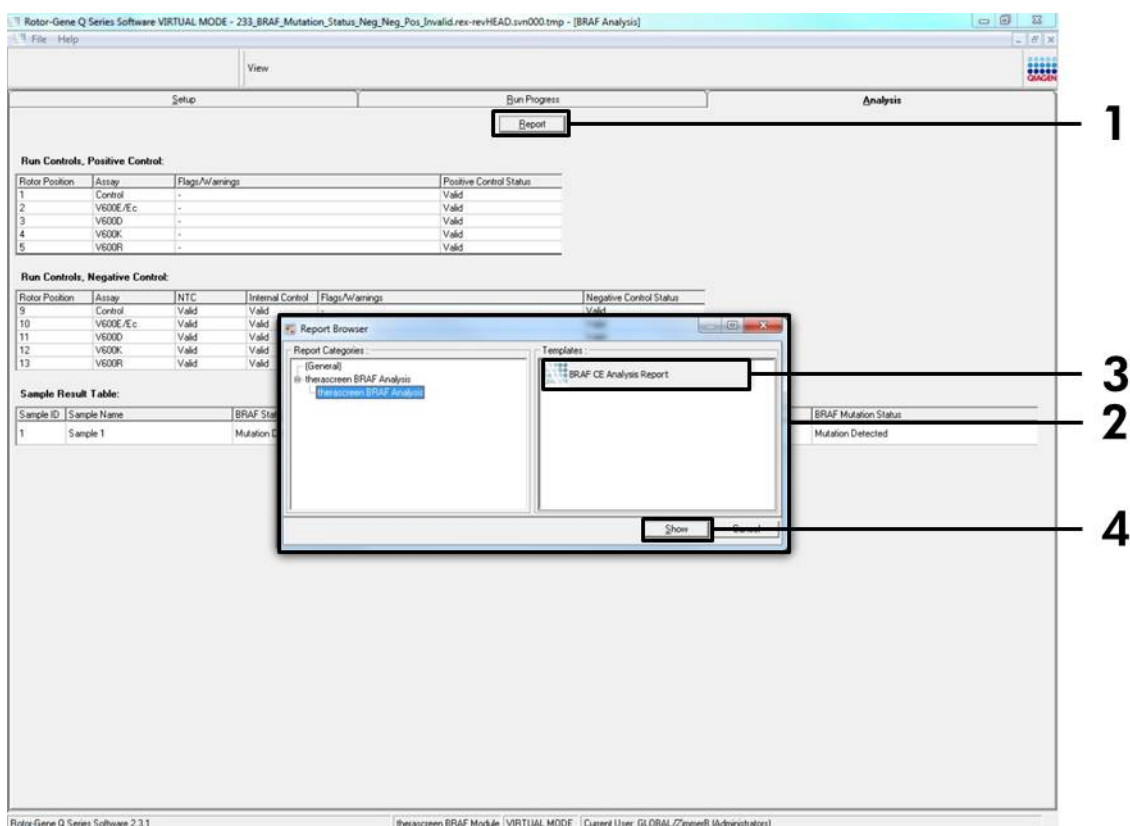 Rotor-Gene Q Series Software VIRTUAL MODE - 233_BRAF_Mutation_Status_Neg_Neg_Pos_Invalid.rex-revHEAD.svn000.tmp - [BRAF Analysis]
File Help
View
QIAGEN
Setup Run Progress Analysis
Report
1
Run Controls, Positive Control:
Rotor Position Assay Flags/Warnings Positive Control Status
1 Control - Valid
2 V600E/Ec - Valid
3 V600D - Valid
4 V600K - Valid
5 V600R - Valid
Run Controls, Negative Control:
Rotor Position Assay NTC Internal Control Flags/Warnings Negative Control Status
9 Control Valid Valid - Valid
10 V600E/Ec Valid Valid
11 V600D Valid Valid
12 V600K Valid Valid
13 V600R Valid Valid
Report Browser
Report Categories :
(General)
therascreen BRAF Analysis
therascreen BRAF Analysis
Templates :
BRAF CE Analysis Report
3
Sample Result Table:
Sample ID Sample Name BRAF Mutation Status
2
1 Sample 1 Mutation Detected
Show Cancel
4
Rotor-Gene Q Series Software 2.3.1 therascreen BRAF Module VIRTUAL MODE Current User: GLOBAL/ZimmerB (Administrators)